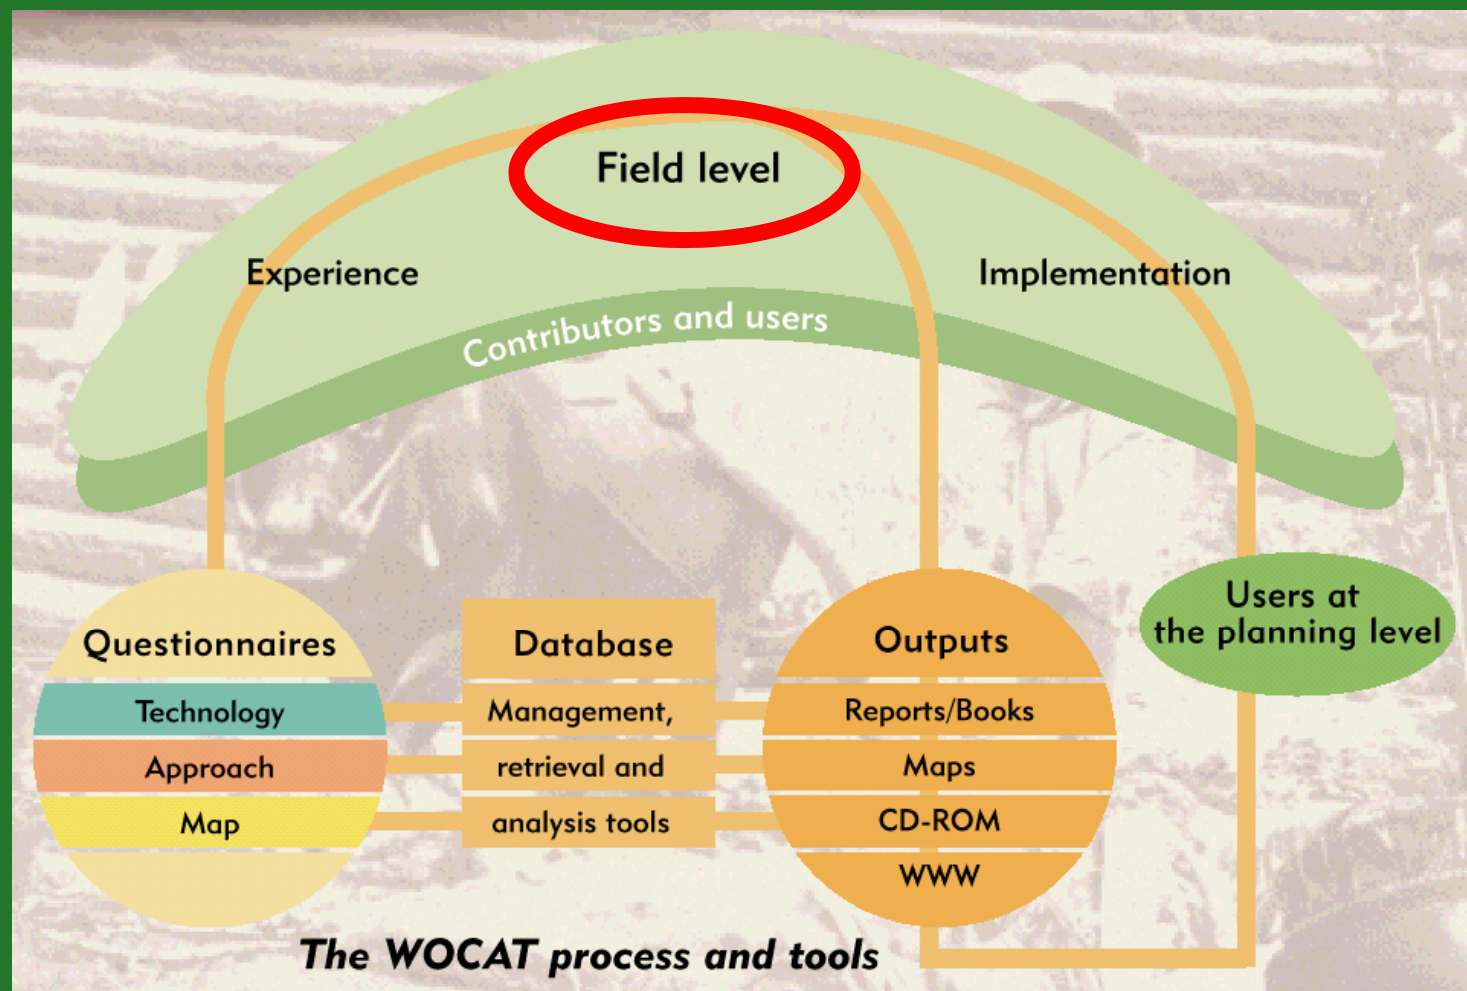 Field level
Experience
Implementation
Contributors and users
Users at
the planning level
Questionnaires
Technology
Approach
Map
Database
Management,
retrieval and
analysis tools
Outputs
Reports/Books
Maps
CD-ROM
WWW
The WOCAT process and tools